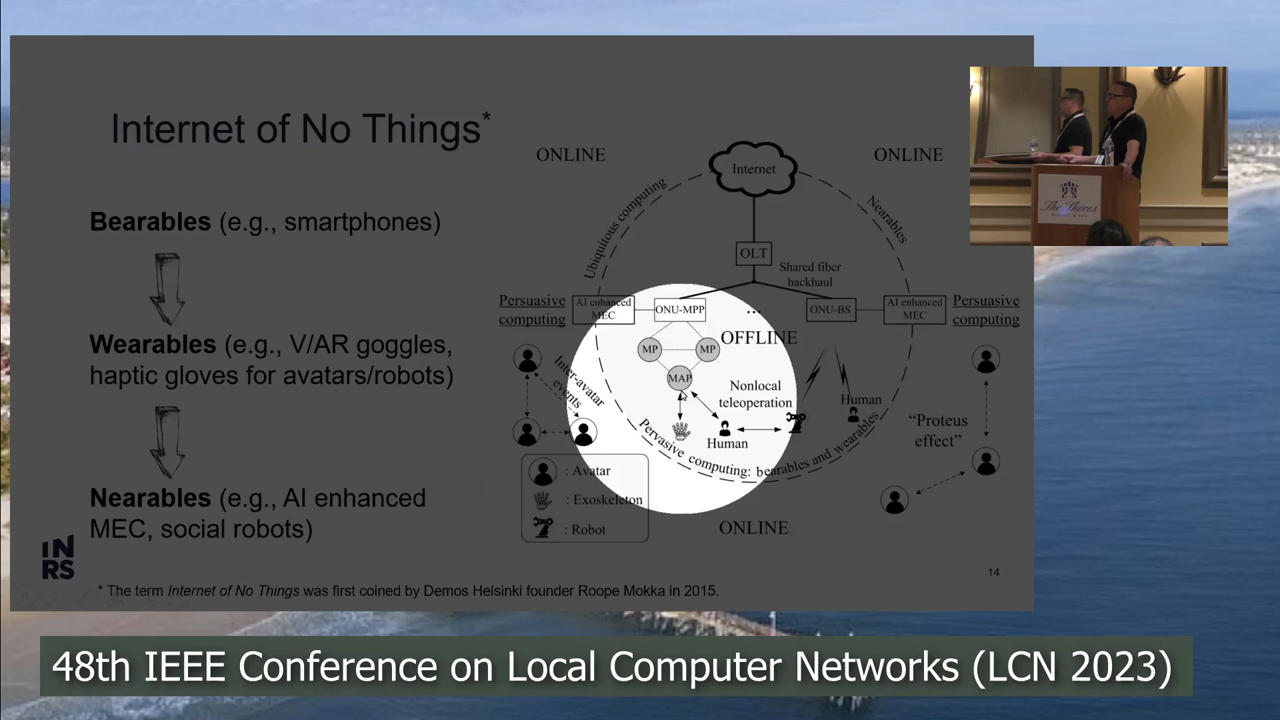 Internet of No Things*
Bearables (e.g., smartphones)
Wearables (e.g., V/AR goggles,
haptic gloves for avatars/robots)
Nearables (e.g., AI enhanced
MEC, social robots)
INRS
* The term Internet of No Things was first coined by Demos Helsinki founder Roope Mokka in 2015.
14
ONLINE
ONLINE
Internet
Ubiquitous computing
Nearables
OLT
Shared fiber
backhaul
Persuasive
computing
AI enhanced
MEC
ONU-MPP
...
ONU-BS
AI enhanced
MEC
Persuasive
computing
OFFLINE
MP
MP
MAP
Inter-avatar
events
Nonlocal
teleoperation
Human
Human
"Proteus
effect"
Pervasive computing: bearables and wearables
: Avatar
: Exoskeleton
: Robot
ONLINE
The Shores
48th IEEE Conference on Local Computer Networks (LCN 2023)